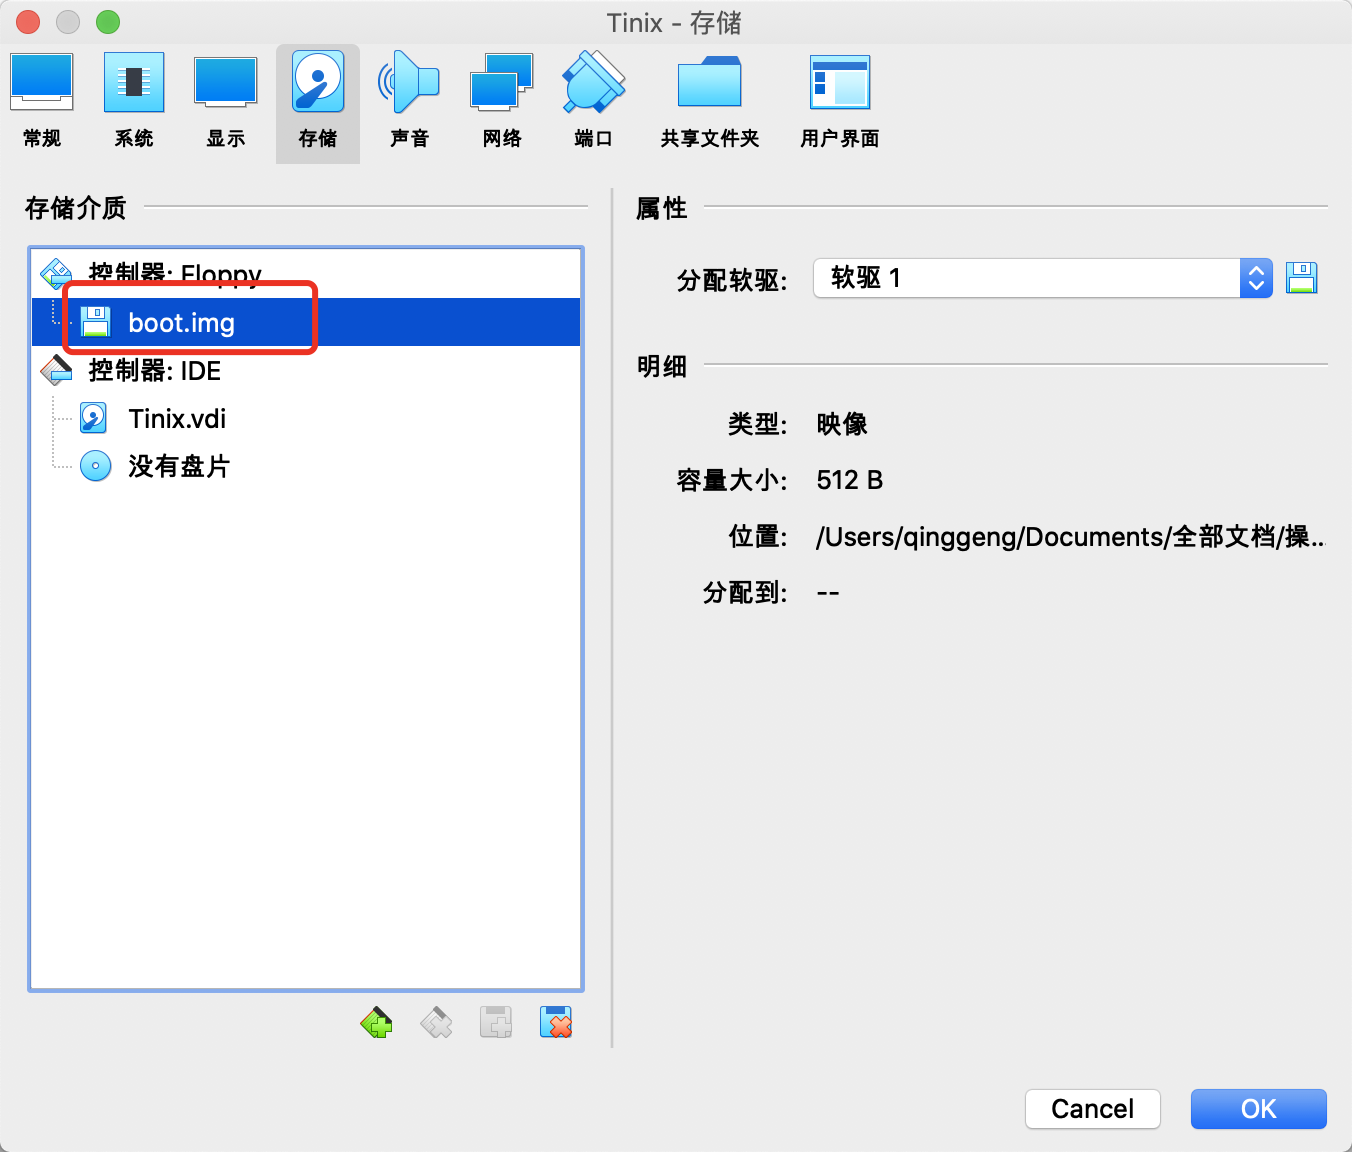 Tinix - 存储
常规 系统 显示 存储 声音 网络 端口 共享文件夹 用户界面
存储介质
控制器: Floppy
boot.img
控制器: IDE
Tinix.vdi
没有盘片
属性
分配软驱: 软驱 1
明细
类型: 映像
容量大小: 512 B
位置: /Users/qinggeng/Documents/全部文档/操...
分配到: --
Cancel OK